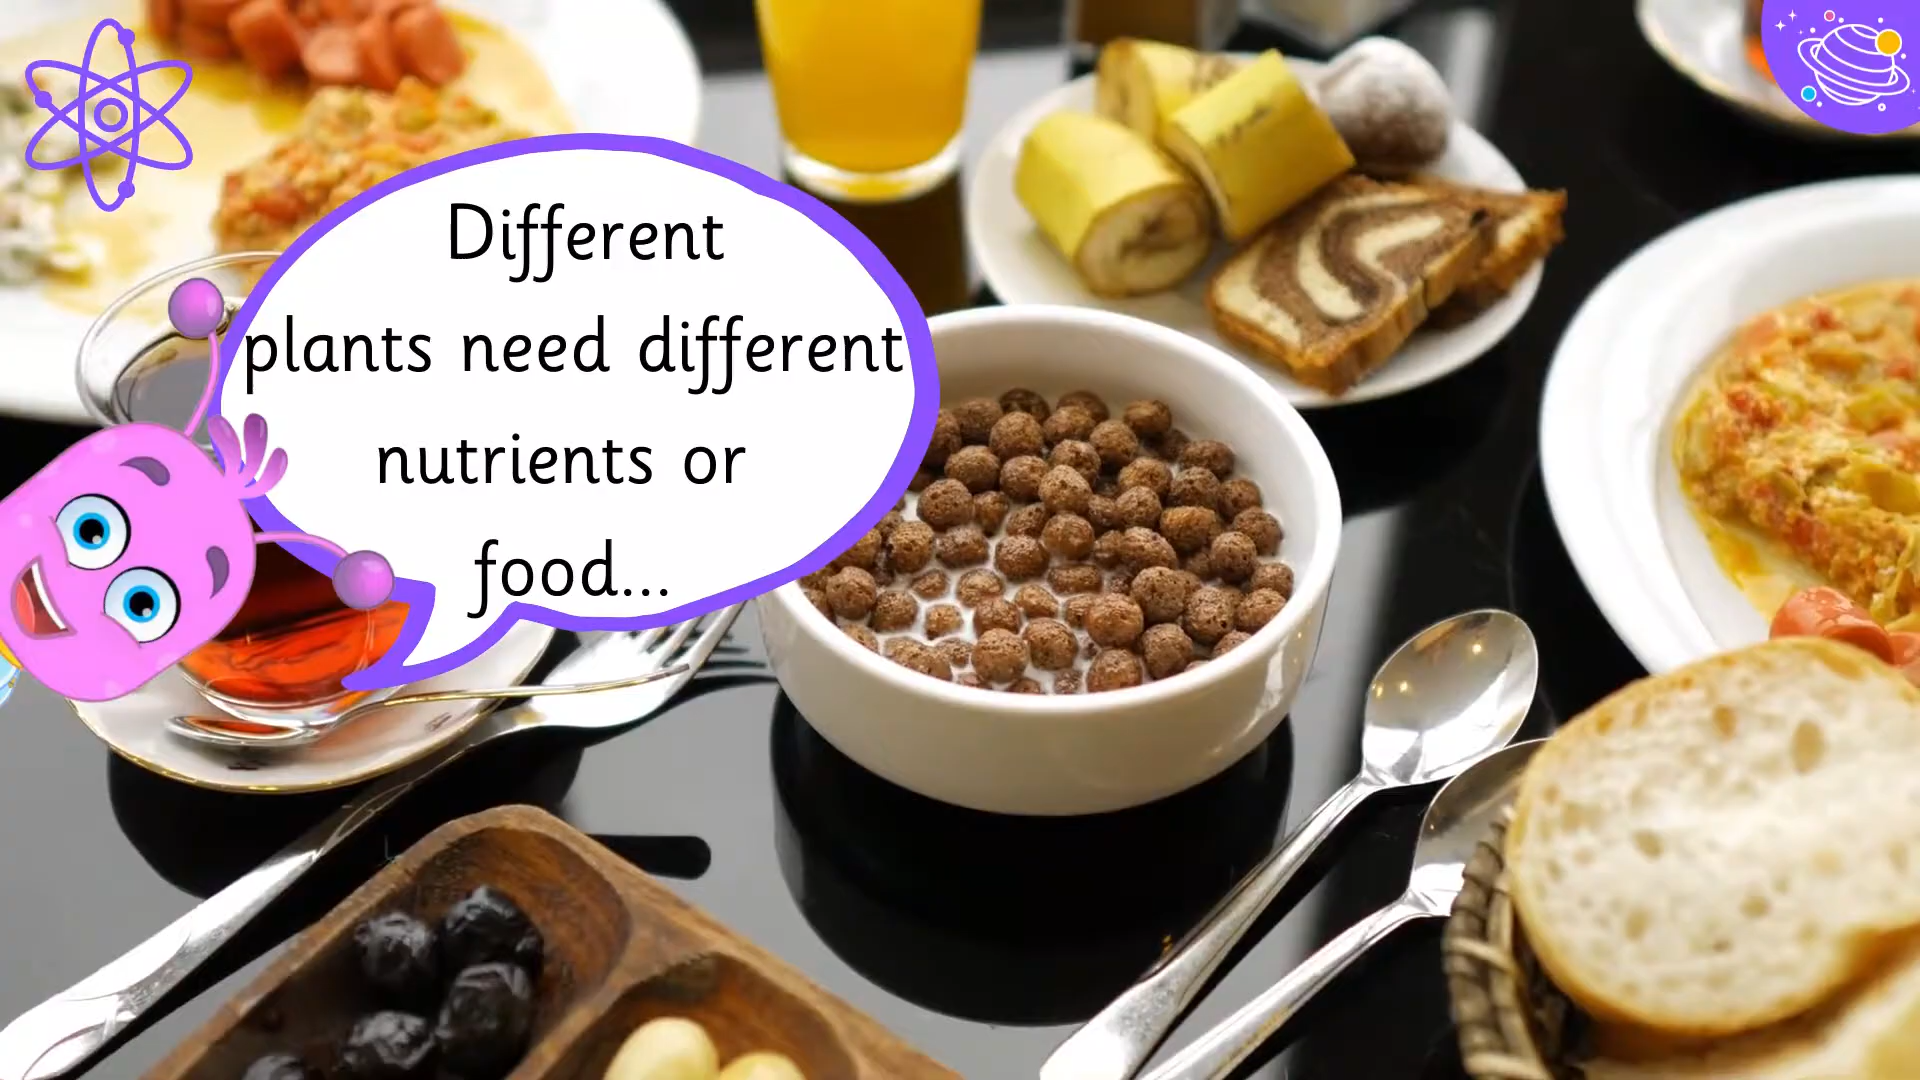 Different
plants need different
nutrients or
food...